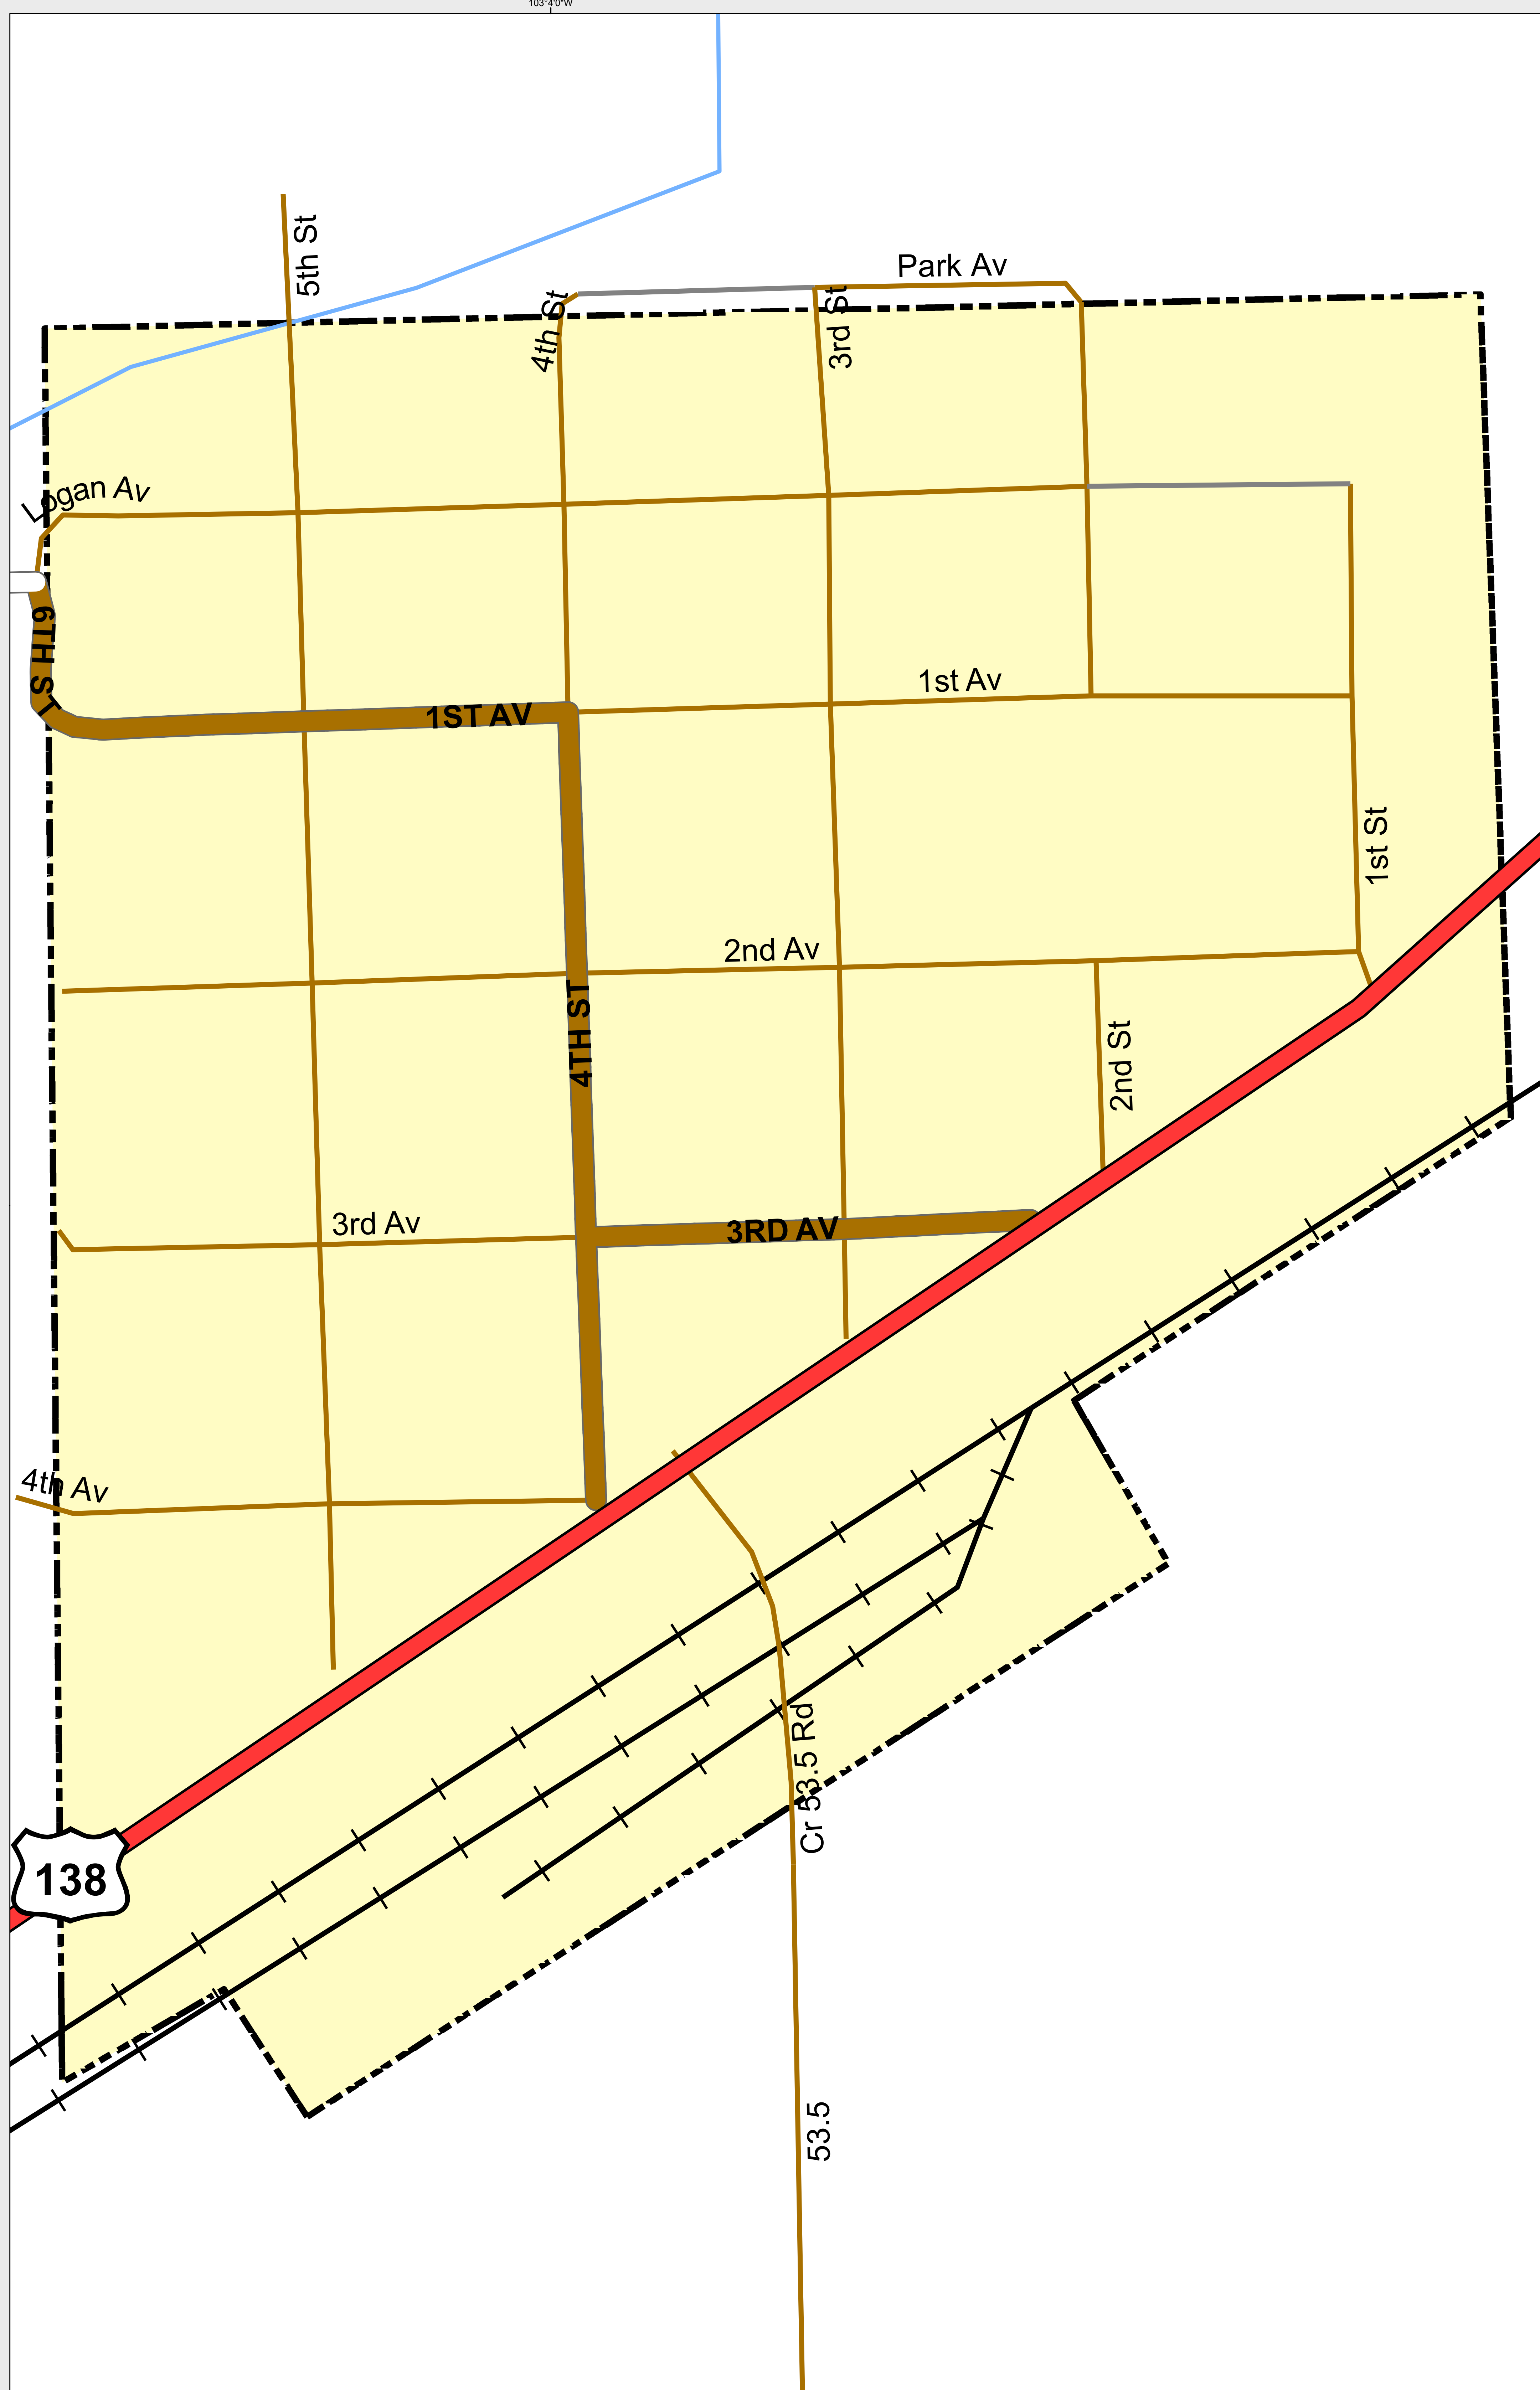 103°4'0"W
5th St
Park Av
4th St
3rd St
Logan Av
6TH ST
1st Av
1ST AV
1st St
2nd Av
4TH ST
2nd St
3rd Av
3RD AV
4th Av
Cr 53.5 Rd
138
53.5